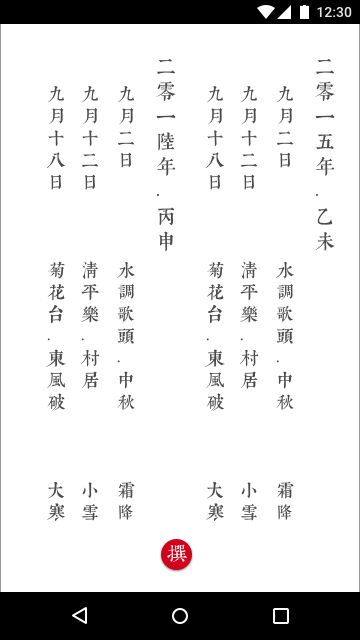 12:30
二零一五年.乙未
九月二日 水調歌頭.中秋 霜降
九月十二日 清平樂.村居 小雪
九月十八日 菊花台.東風破 大寒
二零一陸年.丙申
九月二日 水調歌頭.中秋 霜降
九月十二日 清平樂.村居 小雪
九月十八日 菊花台.東風破 大寒
撰